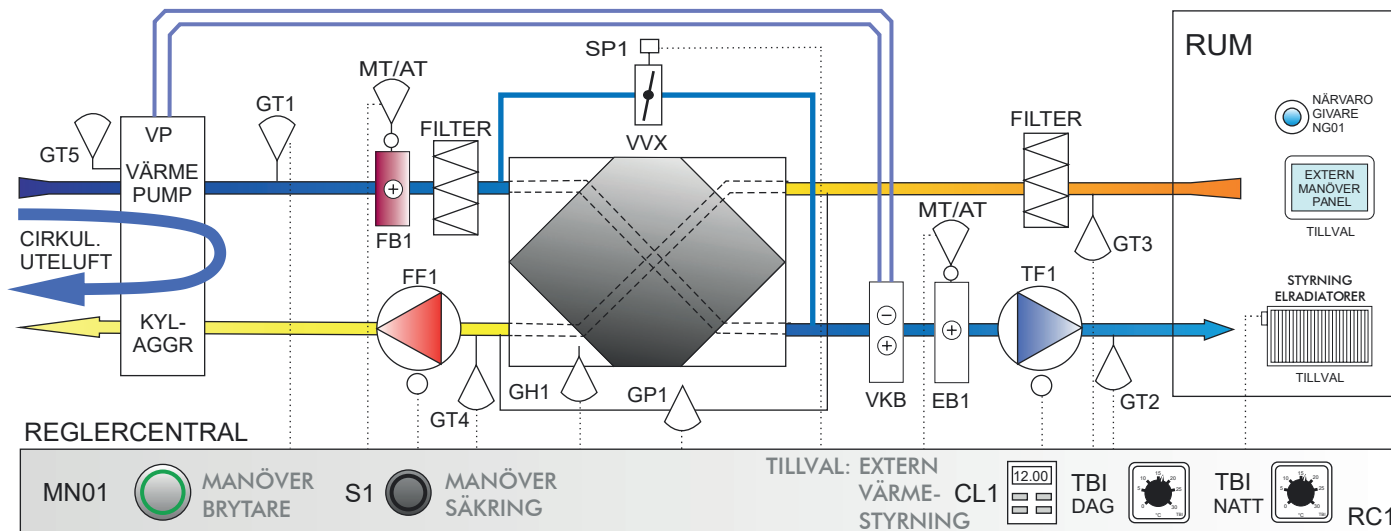 SP1
RUM
MT/AT
NÄRVARO
GIVARE
NG01
GT1
FILTER
FILTER
VP
VVX
GT5
VÄRME
PUMP
EXTERN
MANÖVER
PANEL
MT/AT
TILLVAL
FB1
CIRKUL.
UTELUFT
GT3
FF1
TF1
STYRNING
ELRADIATORER
KYL-
AGGR
TILLVAL
GT4
GH1
GP1
VKB
EB1
GT2
REGLERCENTRAL
MN01
MANÖVER
BRYTARE
S1
MANÖVER
SÄKRING
TILLVAL: EXTERN
VÄRME-
STYRNING
CL1
12.00
TBI
DAG
TBI
NATT
RC1